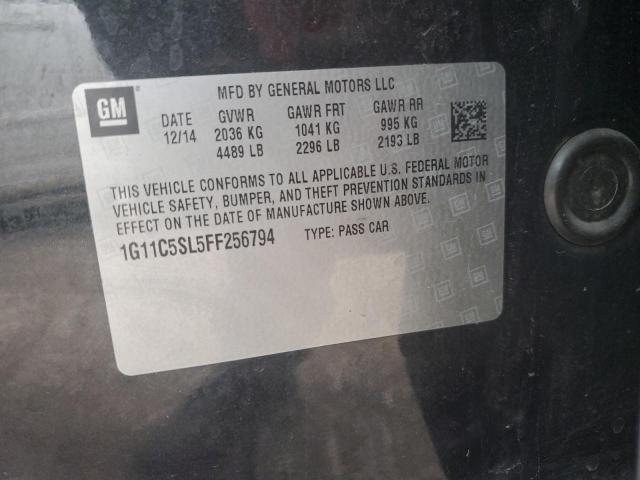 MFD BY GENERAL MOTORS LLC
GM
DATE GVWR GAWR FRT GAWR RR
12/14 2036 KG 1041 KG 995 KG
4489 LB 2296 LB 2193 LB
THIS VEHICLE CONFORMS TO ALL APPLICABLE U.S. FEDERAL MOTOR
VEHICLE SAFETY, BUMPER, AND THEFT PREVENTION STANDARDS IN
EFFECT ON THE DATE OF MANUFACTURE SHOWN ABOVE.
1G11C5SL5FF256794 TYPE: PASS CAR